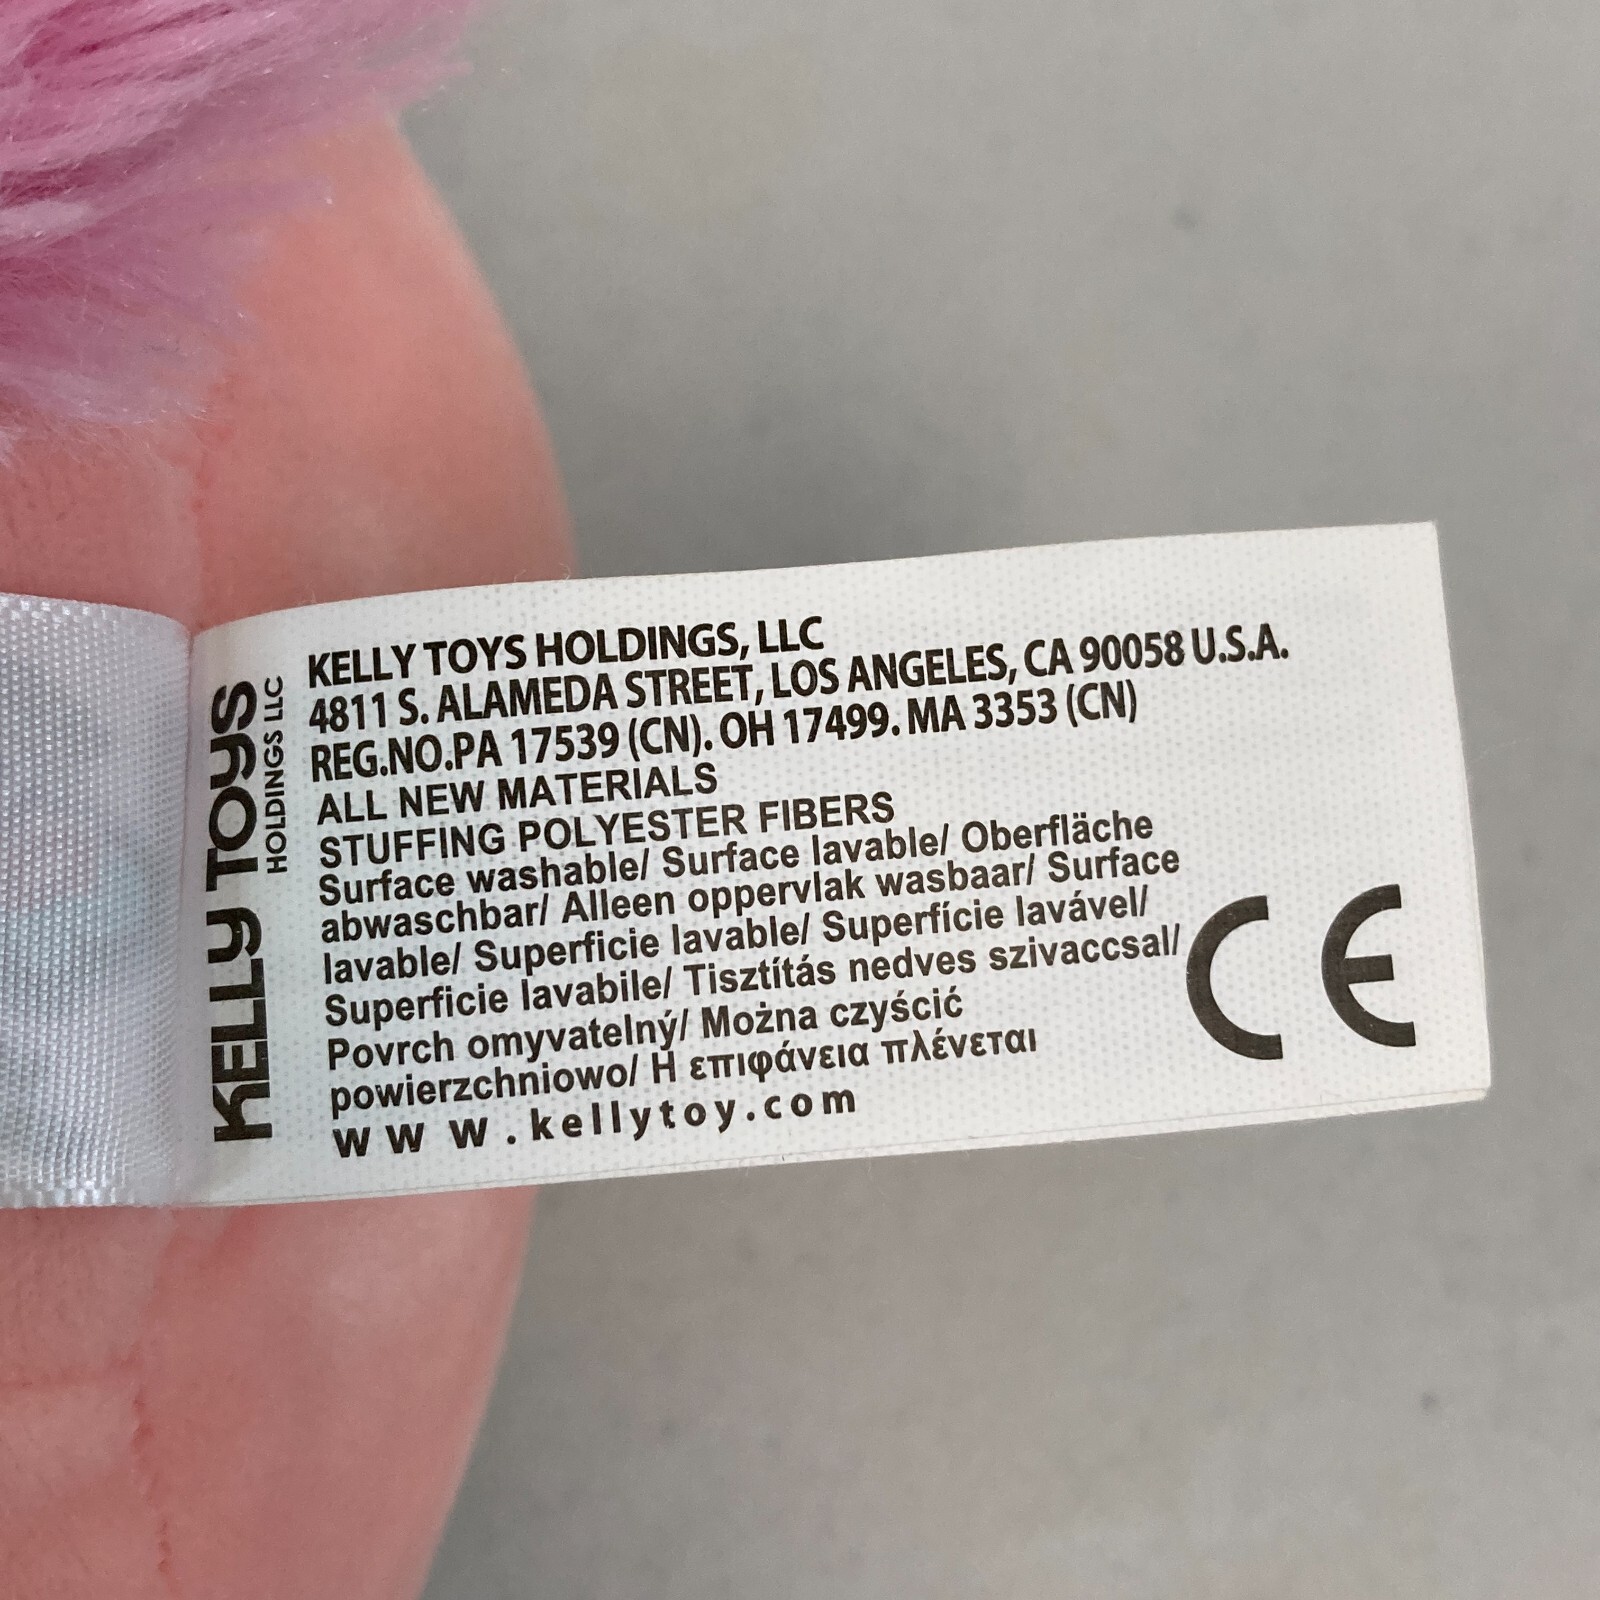 KELLY TOYS
HOLDINGS LLC
KELLY TOYS HOLDINGS, LLC
4811 S. ALAMEDA STREET, LOS ANGELES, CA 90058 U.S.A.
REG.NO.PA 17539 (CN). OH 17499. MA 3353 (CN)
ALL NEW MATERIALS
STUFFING POLYESTER FIBERS
Surface washable/ Surface lavable/ Oberfläche
abwaschbar/ Alleen oppervlak wasbaar/ Surface
lavable/ Superficie lavable/ Superfície lavável/
Superficie lavabile/ Tisztítás nedves szivaccsal/
Povrch omyvatelný/ Można czyścić
powierzchniowo/ Η επιφάνεια πλένεται
www.kellytoy.com
CE